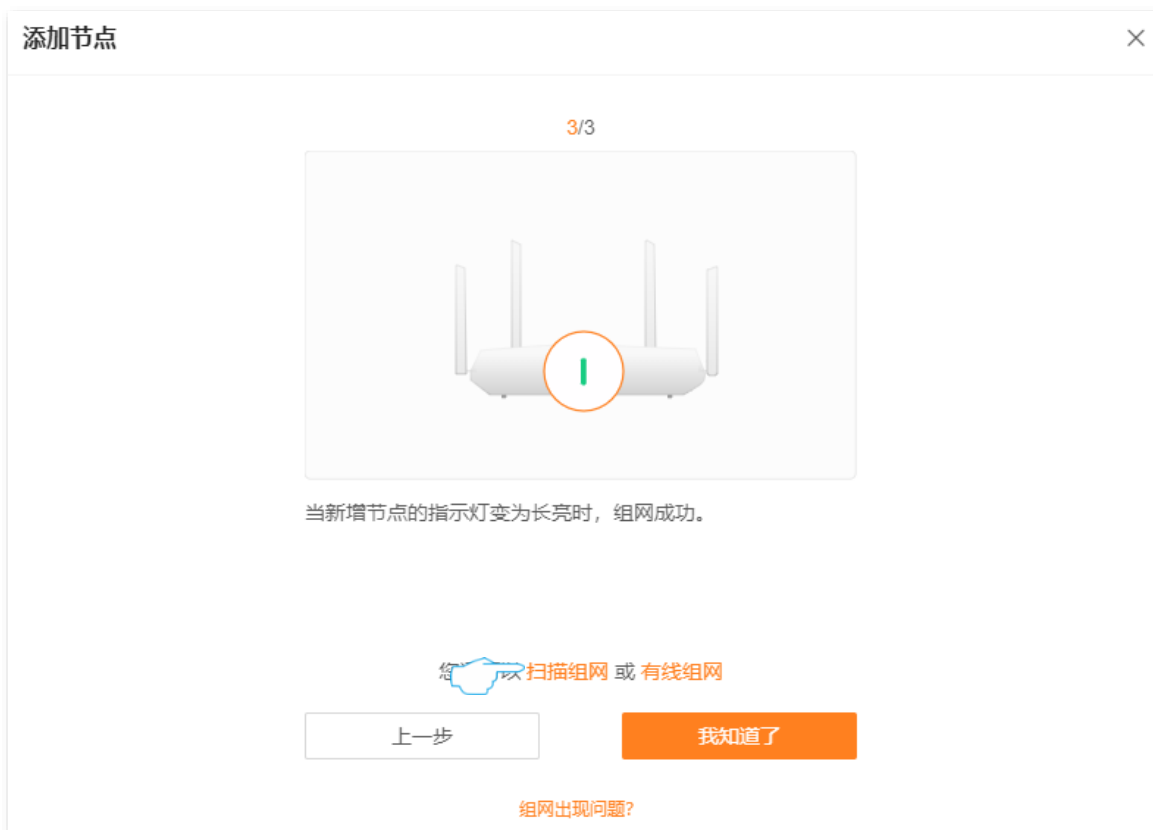 添加节点
3/3
当新增节点的指示灯变为长亮时，组网成功。
您 以 扫描组网 或 有线组网
上一步
我知道了
组网出现问题?